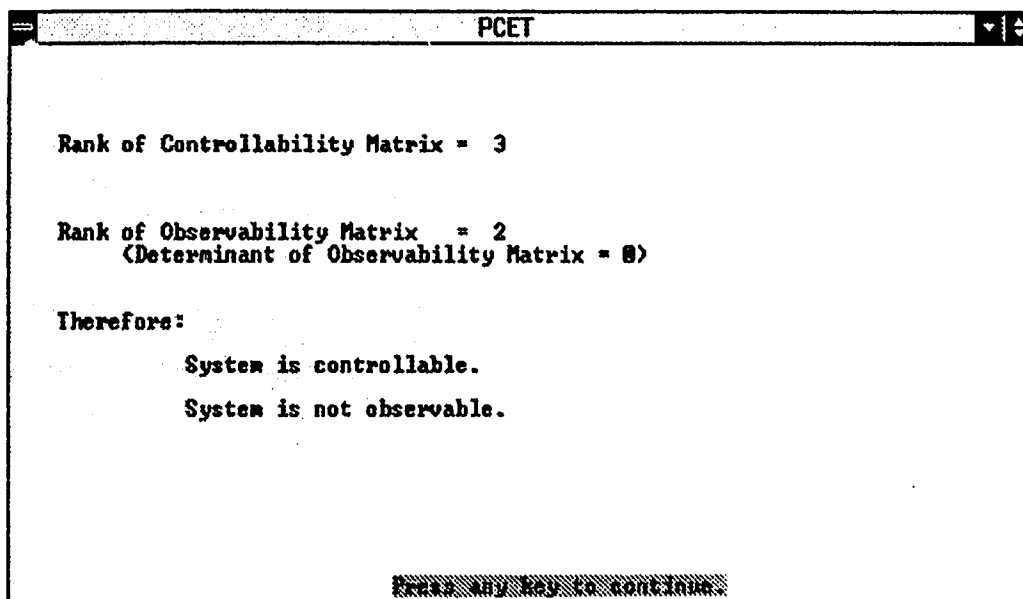 PCET
Rank of Controllability Matrix = 3
Rank of Observability Matrix = 2
(Determinant of Observability Matrix = 0)
Therefore:
System is controllable.
System is not observable.
Press any key to continue.